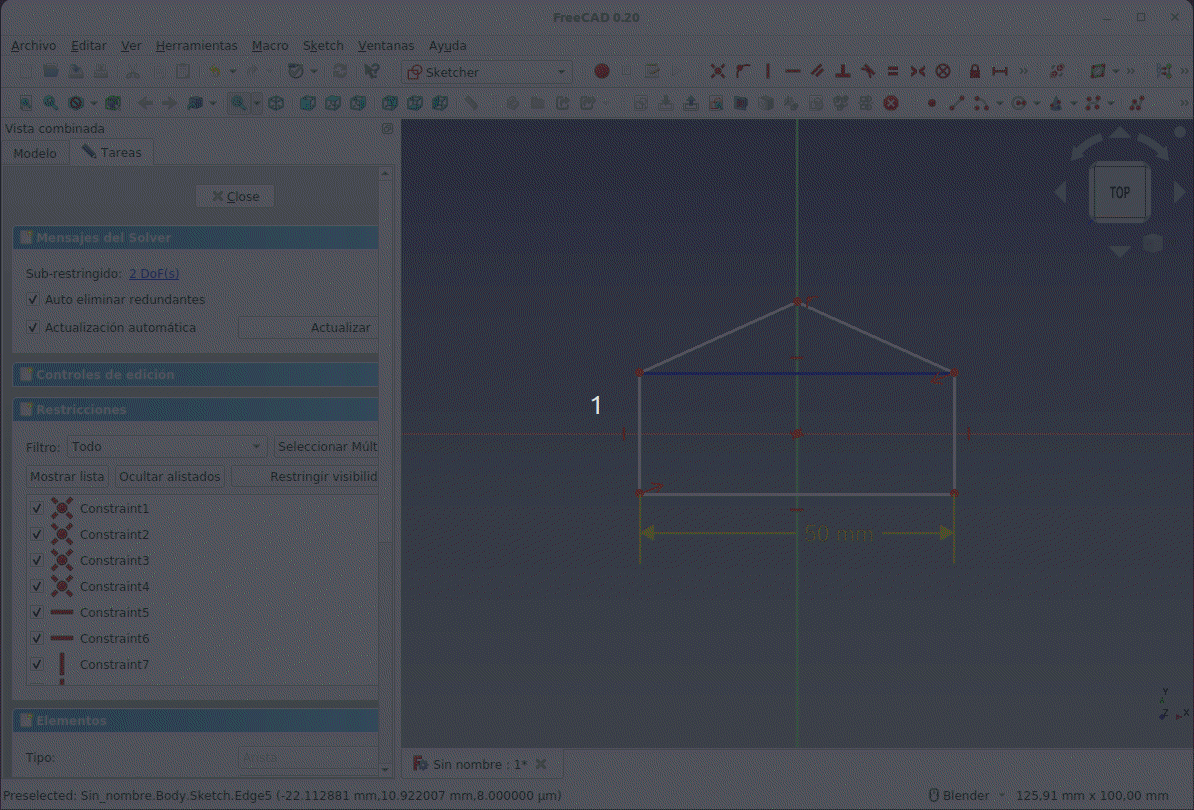 FreeCAD 0.20
Archivo Editar Ver Herramientas Macro Sketch Ventanas Ayuda
Sketcher
Vista combinada
Modelo Tareas
Close
Mensajes del Solver
Sub-restringido: 2 DoF(s)
Auto eliminar redundantes
Actualización automática Actualizar
Controles de edición
Restricciones
Filtro: Todo Seleccionar Múlt
Mostrar lista Ocultar alistados Restringir visibilid
Constraint1
Constraint2
Constraint3
Constraint4
Constraint5
Constraint6
Constraint7
Elementos
Tipo: Arista
TOP
1
50 mm
Y
Z X
Sin nombre : 1*
Preselected: Sin_nombre.Body.Sketch.Edge5 (-22.112881 mm,10.922007 mm,8.000000 µm)
Blender 125,91 mm x 100,00 mm